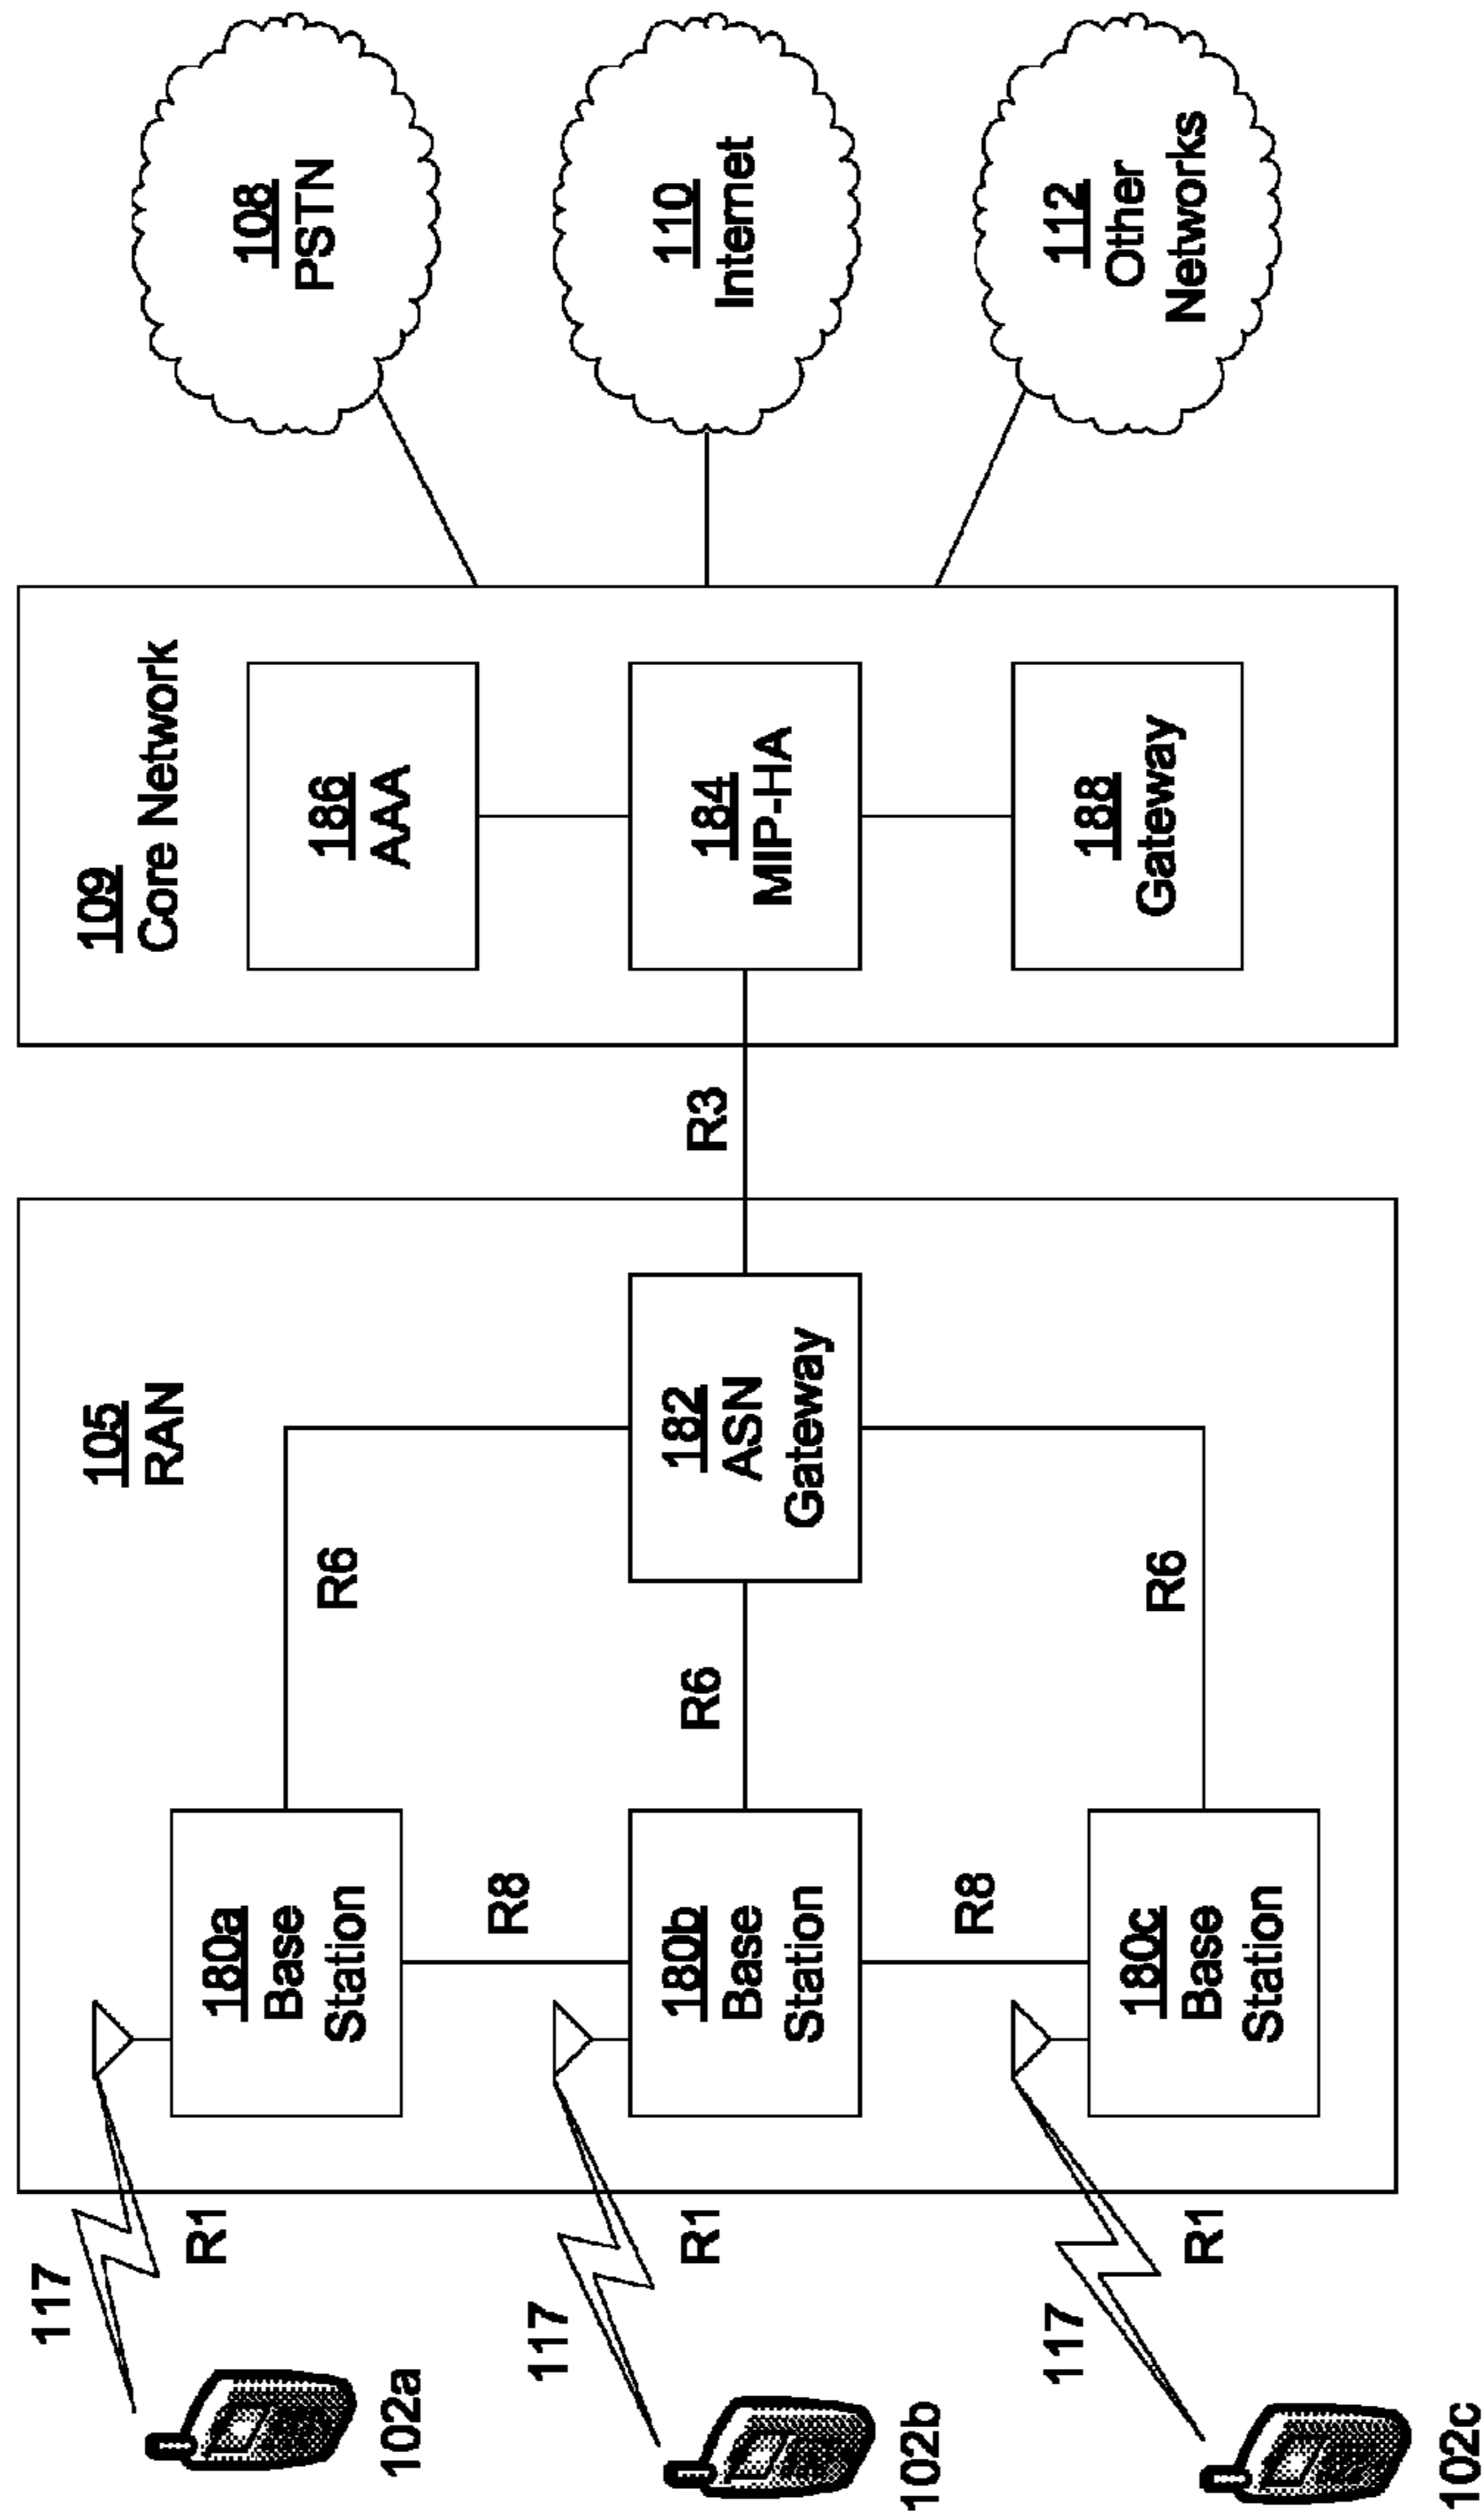 117
R1
102a
117
R1
102b
117
R1
102c
105
RAN
180a
Base
Station
R8
180b
Base
Station
R8
180c
Base
Station
R6
R6
R6
182
ASN
Gateway
R3
109
Core Network
186
AAA
184
MIP-HA
188
Gateway
108
PSTN
110
Internet
112
Other
Networks